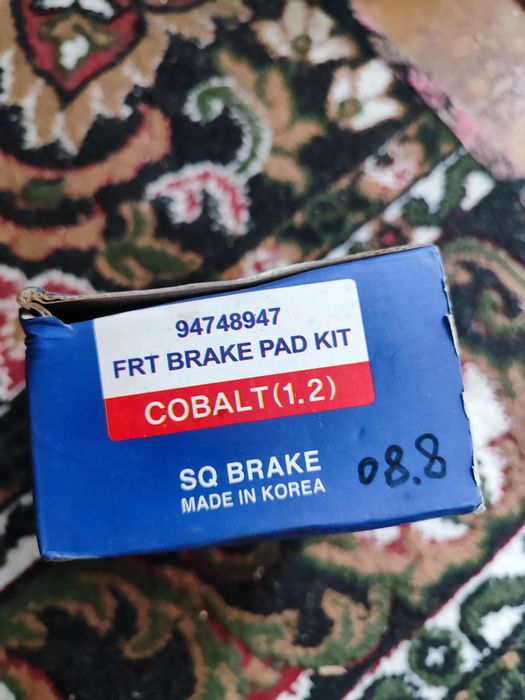 94748947
FRT BRAKE PAD KIT
COBALT(1.2)
SQ BRAKE
MADE IN KOREA
08.8